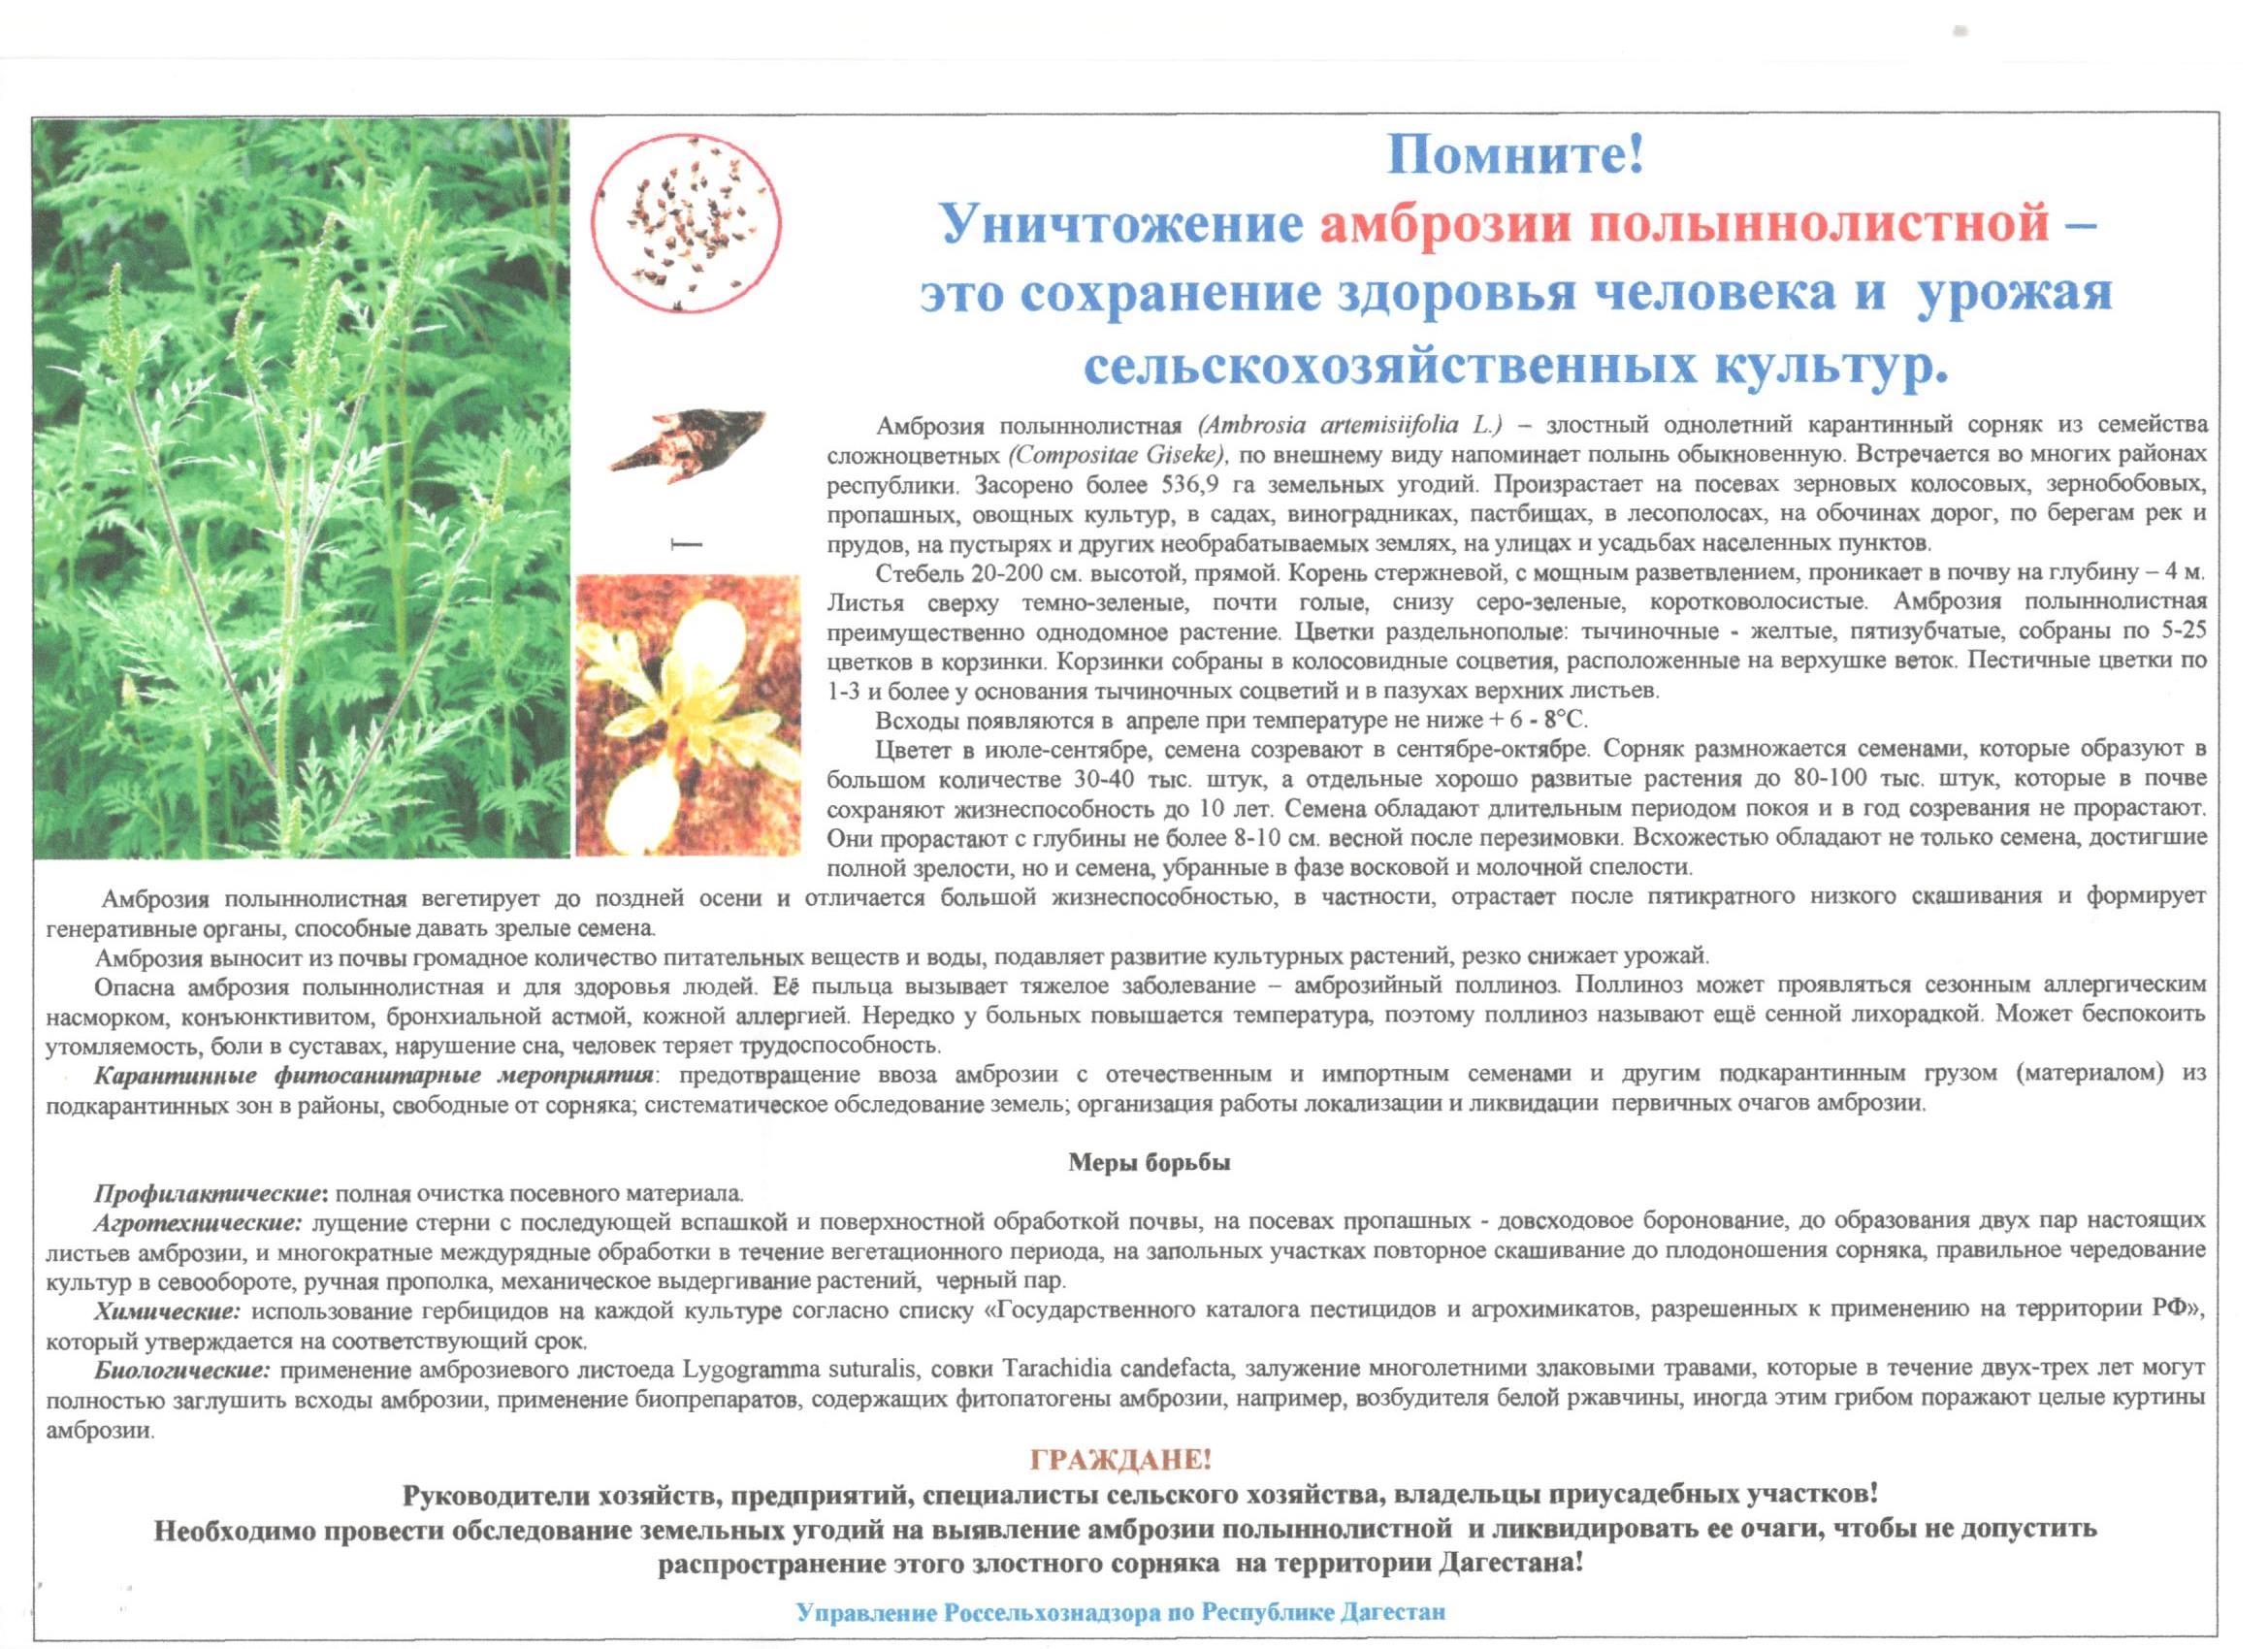 Помните!
Уничтожение амброзии полыннолистной –
это сохранение здоровья человека и урожая
сельскохозяйственных культур.
Амброзия полыннолистная (Ambrosia artemisiifolia L.) – злостный однолетний карантинный сорняк из семейства
сложноцветных (Compositae Giseke), по внешнему виду напоминает полынь обыкновенную. Встречается во многих районах
республики. Засорено более 536,9 га земельных угодий. Произрастает на посевах зерновых колосовых, зернобобовых,
пропашных, овощных культур, в садах, виноградниках, пастбищах, в лесополосах, на обочинах дорог, по берегам рек и
прудов, на пустырях и других необрабатываемых землях, на улицах и усадьбах населенных пунктов.
Стебель 20-200 см. высотой, прямой. Корень стержневой, с мощным разветвлением, проникает в почву на глубину – 4 м.
Листья сверху темно-зеленые, почти голые, снизу серо-зеленые, коротковолосистые. Амброзия полыннолистная
преимущественно однодомное растение. Цветки раздельнополые: тычиночные - желтые, пятизубчатые, собраны по 5-25
цветков в корзинки. Корзинки собраны в колосовидные соцветия, расположенные на верхушке веток. Пестичные цветки по
1-3 и более у основания тычиночных соцветий и в пазухах верхних листьев.
Всходы появляются в апреле при температуре не ниже + 6 - 8°С.
Цветет в июле-сентябре, семена созревают в сентябре-октябре. Сорняк размножается семенами, которые образуют в
большом количестве 30-40 тыс. штук, а отдельные хорошо развитые растения до 80-100 тыс. штук, которые в почве
сохраняют жизнеспособность до 10 лет. Семена обладают длительным периодом покоя и в год созревания не прорастают.
Они прорастают с глубины не более 8-10 см. весной после перезимовки. Всхожестью обладают не только семена, достигшие
полной зрелости, но и семена, убранные в фазе восковой и молочной спелости.
Амброзия полыннолистная вегетирует до поздней осени и отличается большой жизнеспособностью, в частности, отрастает после пятикратного низкого скашивания и формирует
генеративные органы, способные давать зрелые семена.
Амброзия выносит из почвы громадное количество питательных веществ и воды, подавляет развитие культурных растений, резко снижает урожай.
Опасна амброзия полыннолистная и для здоровья людей. Её пыльца вызывает тяжелое заболевание – амброзийный поллиноз. Поллиноз может проявляться сезонным аллергическим
насморком, конъюнктивитом, бронхиальной астмой, кожной аллергией. Нередко у больных повышается температура, поэтому поллиноз называют ещё сенной лихорадкой. Может беспокоить
утомляемость, боли в суставах, нарушение сна, человек теряет трудоспособность.
Карантинные фитосанитарные мероприятия: предотвращение ввоза амброзии с отечественным и импортным семенами и другим подкарантинным грузом (материалом) из
подкарантинных зон в районы, свободные от сорняка; систематическое обследование земель; организация работы локализации и ликвидации первичных очагов амброзии.
Меры борьбы
Профилактические: полная очистка посевного материала.
Агротехнические: лущение стерни с последующей вспашкой и поверхностной обработкой почвы, на посевах пропашных - довсходовое боронование, до образования двух пар настоящих
листьев амброзии, и многократные междурядные обработки в течение вегетационного периода, на запольных участках повторное скашивание до плодоношения сорняка, правильное чередование
культур в севообороте, ручная прополка, механическое выдергивание растений, черный пар.
Химические: использование гербицидов на каждой культуре согласно списку «Государственного каталога пестицидов и агрохимикатов, разрешенных к применению на территории РФ»,
который утверждается на соответствующий срок.
Биологические: применение амброзиевого листоеда Lygogramma suturalis, совки Tarachidia candefacta, залужение многолетними злаковыми травами, которые в течение двух-трех лет могут
полностью заглушить всходы амброзии, применение биопрепаратов, содержащих фитопатогены амброзии, например, возбудителя белой ржавчины, иногда этим грибом поражают целые куртины
амброзии.
ГРАЖДАНЕ!
Руководители хозяйств, предприятий, специалисты сельского хозяйства, владельцы приусадебных участков!
Необходимо провести обследование земельных угодий на выявление амброзии полыннолистной и ликвидировать ее очаги, чтобы не допустить
распространение этого злостного сорняка на территории Дагестана!
Управление Россельхознадзора по Республике Дагестан